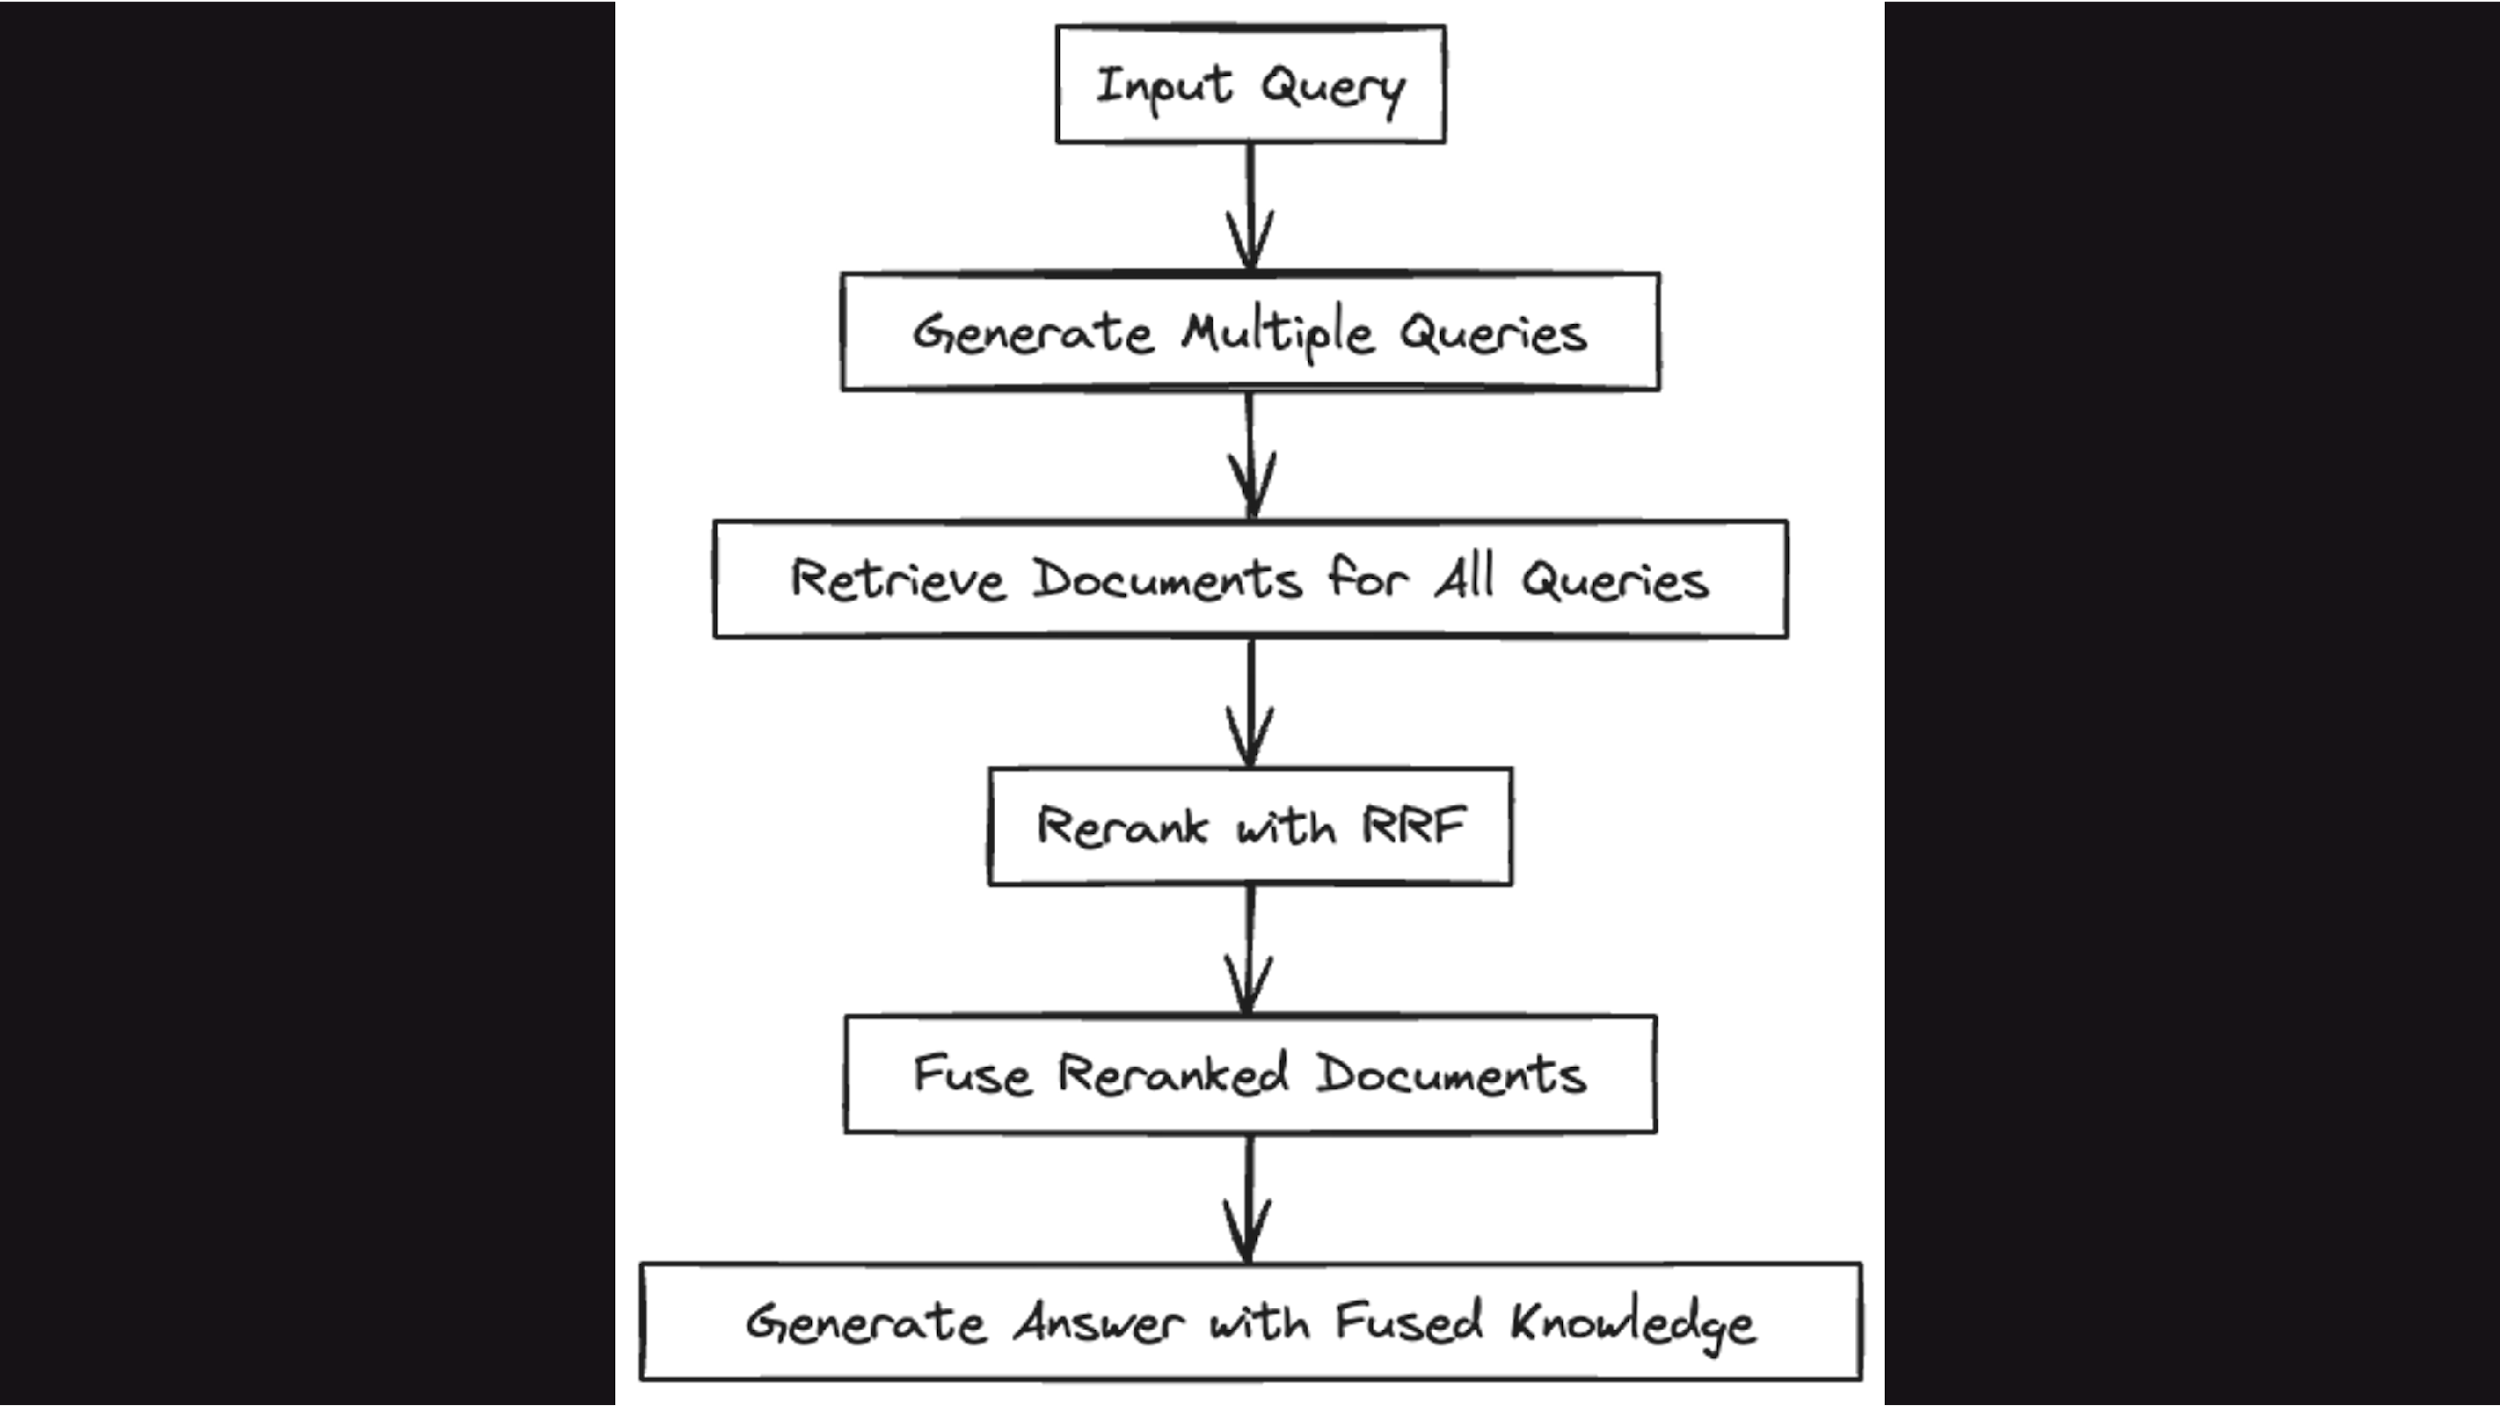 Input Query
Generate Multiple Queries
Retrieve Documents for All Queries
Rerank with RRF
Fuse Reranked Documents
Generate Answer with Fused Knowledge